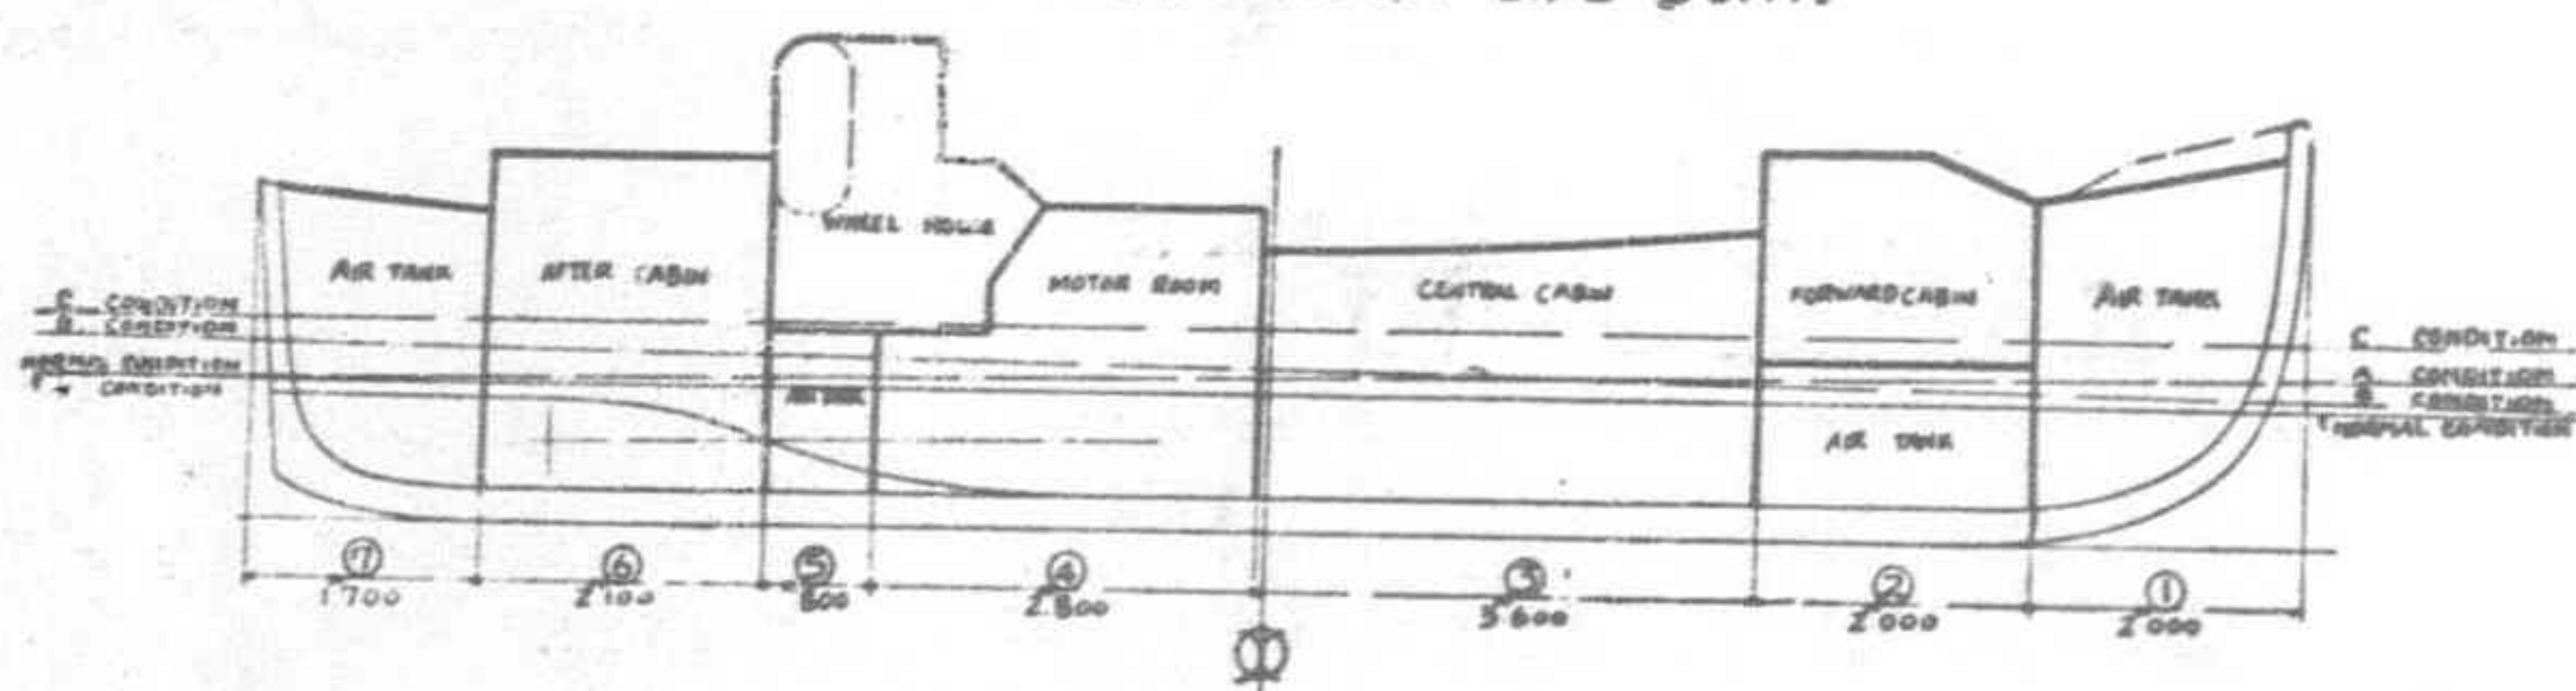 WHEEL HOUSE
AIR TANK
AFTER CABIN
MOTOR ROOM
CENTRAL CABIN
FORWARD CABIN
AIR TANK
C CONDITION
B CONDITION
NORMAL CONDITION
CONDITION
C CONDITION
A CONDITION
B CONDITION
NORMAL CONDITION
AIR TANK
AIR TANK
⑦ ⑥ ⑤ ④ ③ ② ①
1700 2100 800 2800 3600 2000 2000